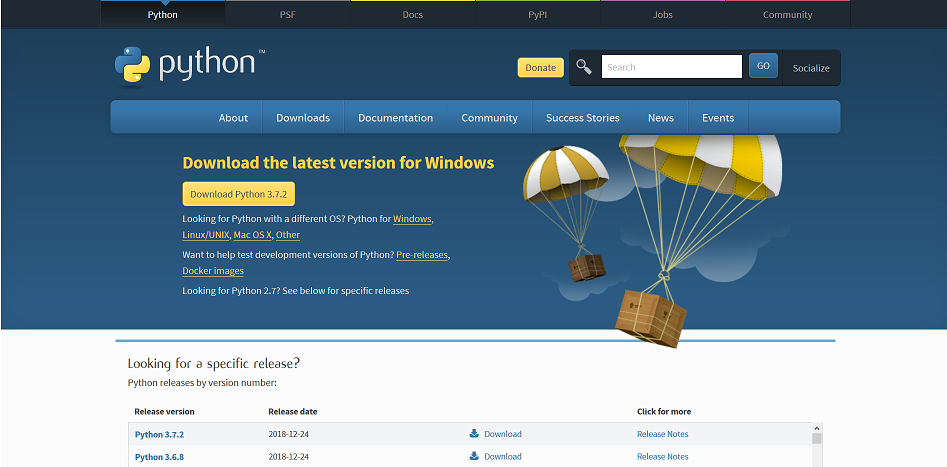 Python PSF Docs PyPI Jobs Community
python™ Donate Search GO Socialize
About Downloads Documentation Community Success Stories News Events
Download the latest version for Windows
Download Python 3.7.2
Looking for Python with a different OS? Python for Windows,
Linux/UNIX, Mac OS X, Other
Want to help test development versions of Python? Pre-releases,
Docker images
Looking for Python 2.7? See below for specific releases
Looking for a specific release?
Python releases by version number:
Release version Release date Click for more
Python 3.7.2 2018-12-24 Download Release Notes
Python 3.6.8 2018-12-24 Download Release Notes